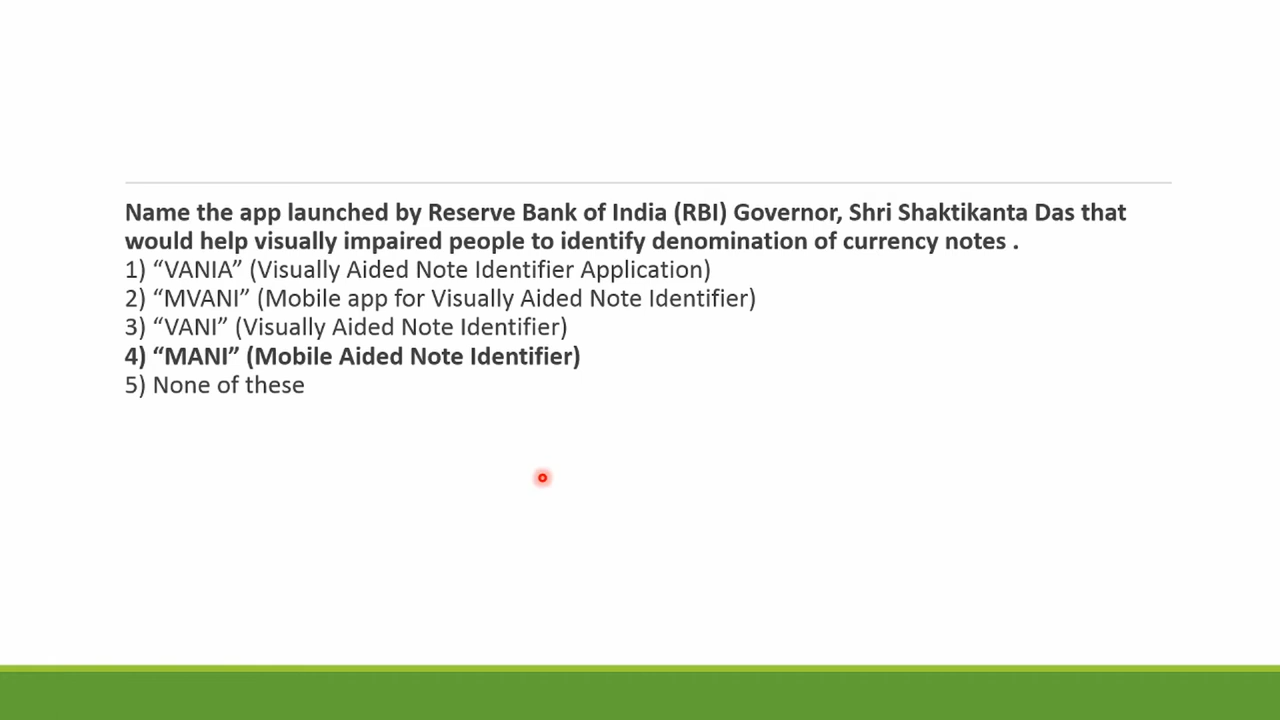 Name the app launched by Reserve Bank of India (RBI) Governor, Shri Shaktikanta Das that
would help visually impaired people to identify denomination of currency notes .
1) “VANIA” (Visually Aided Note Identifier Application)
2) “MVANI” (Mobile app for Visually Aided Note Identifier)
3) “VANI” (Visually Aided Note Identifier)
4) “MANI” (Mobile Aided Note Identifier)
5) None of these